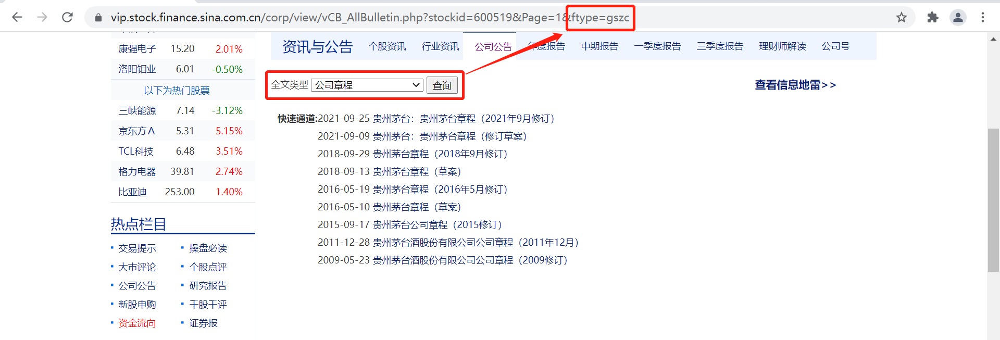 vip.stock.finance.sina.com.cn/corp/view/vCB_AllBulletin.php?stockid=600519&Page=1&ftype=gszc
康强电子 15.20 2.01%
洛阳钼业 6.01 -0.50%
以下为热门股票
三峡能源 7.14 -3.12%
京东方A 5.31 5.15%
TCL科技 6.48 3.51%
格力电器 39.81 2.74%
比亚迪 253.00 1.40%
热点栏目
交易提示 操盘必读
大市评论 个股点评
公司公告 研究报告
新股申购 千股千评
资金流向 证券报
资讯与公告 个股资讯 行业资讯 公司公告 年度报告 中期报告 一季度报告 三季度报告 理财师解读 公司号
全文类型 公司章程 查询
查看信息地雷>>
快速通道:2021-09-25 贵州茅台：贵州茅台章程（2021年9月修订）
2021-09-09 贵州茅台：贵州茅台章程（修订草案）
2018-09-29 贵州茅台章程（2018年9月修订）
2018-09-13 贵州茅台章程（草案）
2016-05-19 贵州茅台章程（2016年5月修订）
2016-05-10 贵州茅台章程（草案）
2015-09-17 贵州茅台公司章程（2015修订）
2011-12-28 贵州茅台酒股份有限公司公司章程（2011年12月）
2009-05-23 贵州茅台酒股份有限公司公司章程（2009修订）